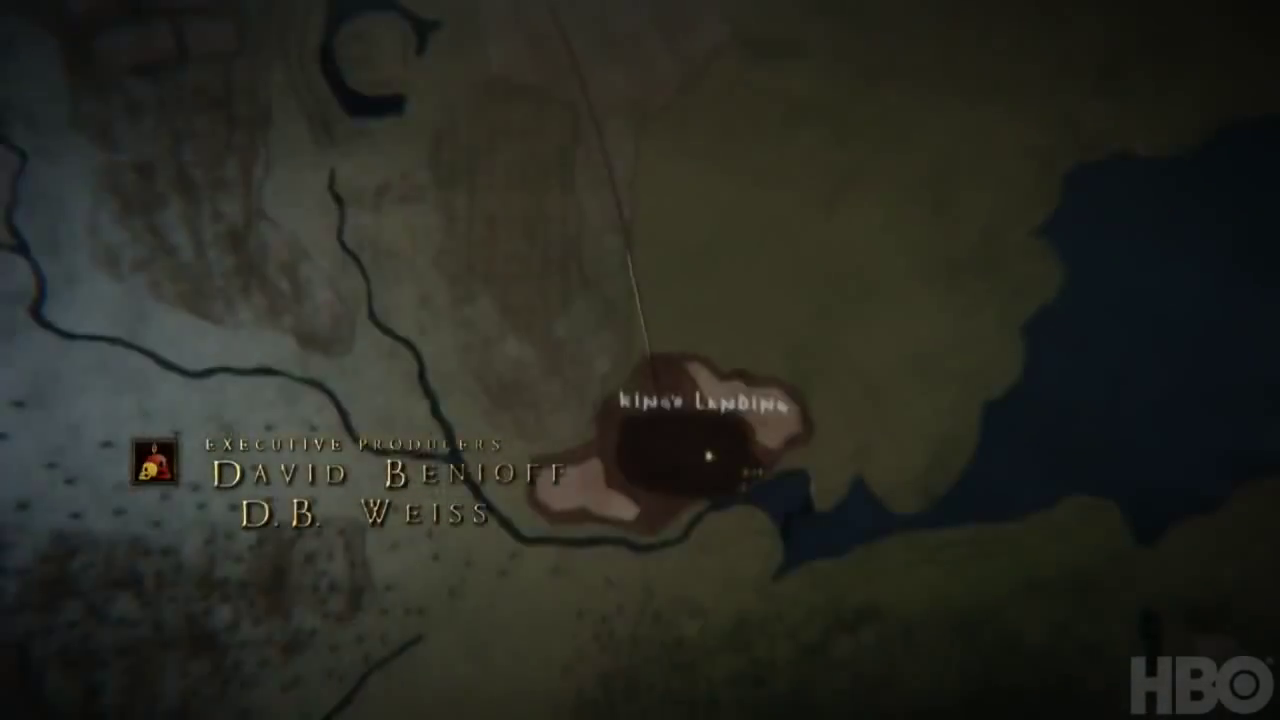 King's Landing
EXECUTIVE PRODUCERS
DAVID BENIOFF
D.B. WEISS
HBO